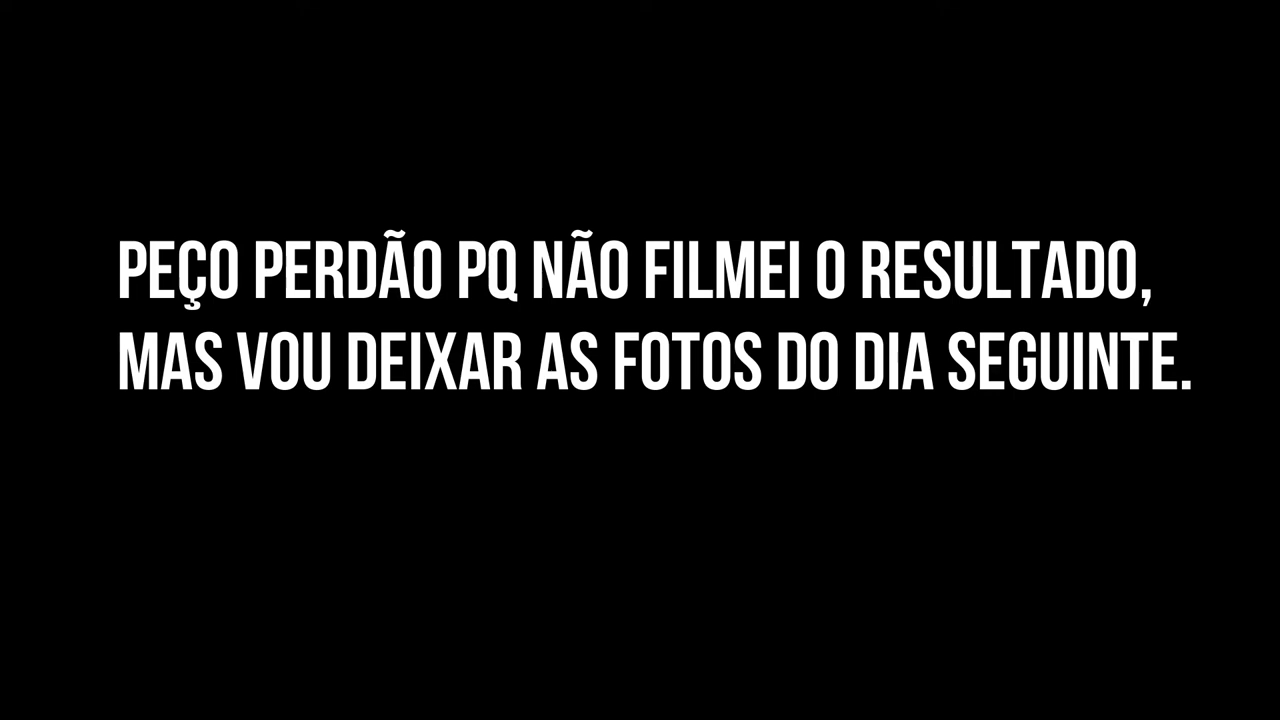 PEÇO PERDÃO PQ NÃO FILMEI O RESULTADO,
MAS VOU DEIXAR AS FOTOS DO DIA SEGUINTE.